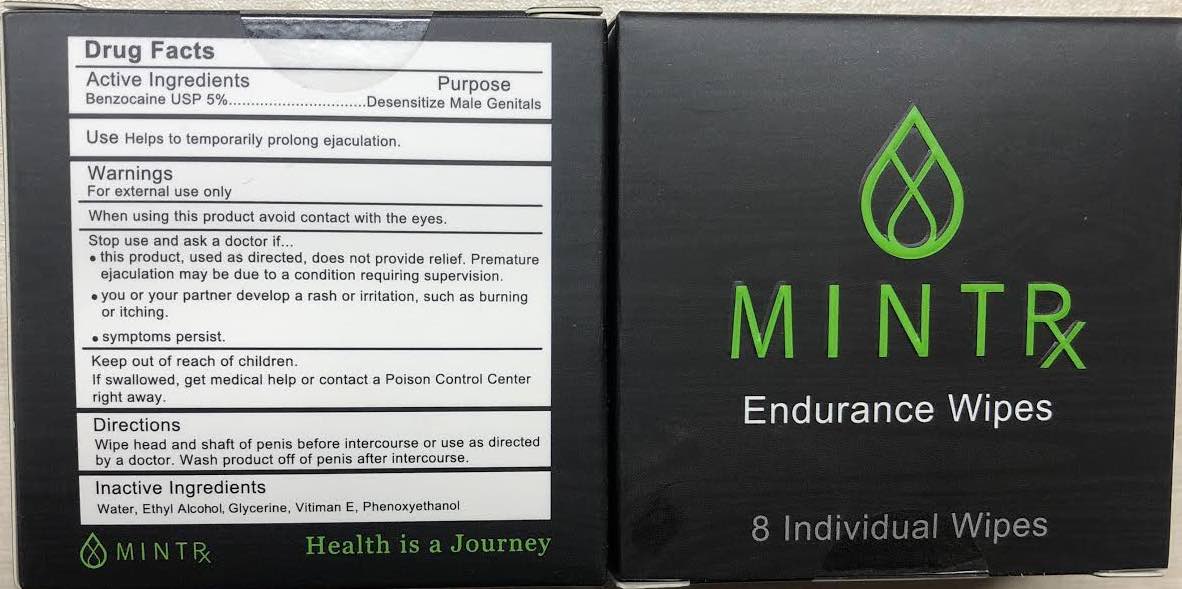 Drug Facts
Active Ingredients Purpose
Benzocaine USP 5%..............................Desensitize Male Genitals
Use Helps to temporarily prolong ejaculation.
Warnings
For external use only
When using this product avoid contact with the eyes.
Stop use and ask a doctor if...
• this product, used as directed, does not provide relief. Premature
ejaculation may be due to a condition requiring supervision.
• you or your partner develop a rash or irritation, such as burning
or itching.
• symptoms persist.
Keep out of reach of children.
If swallowed, get medical help or contact a Poison Control Center
right away.
Directions
Wipe head and shaft of penis before intercourse or use as directed
by a doctor. Wash product off of penis after intercourse.
Inactive Ingredients
Water, Ethyl Alcohol, Glycerine, Vitiman E, Phenoxyethanol
MINTRx Health is a Journey
MINTRx
Endurance Wipes
8 Individual Wipes